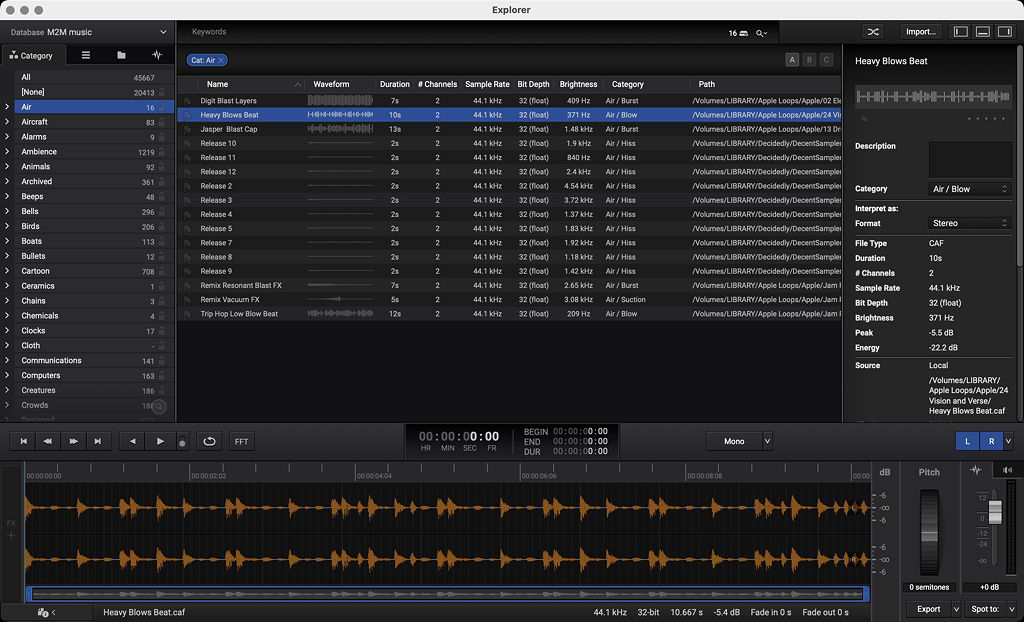 Explorer
Database M2M music
Keywords
16
Import...
Category
Cat: Air ×
A B C
All 45667
[None] 20413
Air 16
Aircraft 83
Alarms 9
Ambience 1219
Animals 92
Archived 361
Beeps 48
Bells 296
Birds 206
Boats 113
Bullets 12
Cartoon 708
Ceramics 1
Chains 3
Chemicals 4
Clocks 17
Cloth -
Communications 141
Computers 163
Creatures 186
Crowds
Name Waveform Duration # Channels Sample Rate Bit Depth Brightness Category Path
Digit Blast Layers 7s 2 44.1 kHz 32 (float) 409 Hz Air / Burst /Volumes/LIBRARY/Apple Loops/Apple/02 Ele
Heavy Blows Beat 10s 2 44.1 kHz 32 (float) 371 Hz Air / Blow /Volumes/LIBRARY/Apple Loops/Apple/24 Vis
Jasper Blast Cap 13s 2 44.1 kHz 32 (float) 1.48 kHz Air / Burst /Volumes/LIBRARY/Apple Loops/Apple/13 Dr
Release 10 2s 2 44.1 kHz 32 (float) 1.9 kHz Air / Hiss /Volumes/LIBRARY/Decidedly/DecentSampler
Release 11 2s 2 44.1 kHz 32 (float) 840 Hz Air / Hiss /Volumes/LIBRARY/Decidedly/DecentSampler
Release 12 2s 2 44.1 kHz 32 (float) 2.4 kHz Air / Hiss /Volumes/LIBRARY/Decidedly/DecentSampler
Release 2 2s 2 44.1 kHz 32 (float) 4.54 kHz Air / Hiss /Volumes/LIBRARY/Decidedly/DecentSampler
Release 3 2s 2 44.1 kHz 32 (float) 3.72 kHz Air / Hiss /Volumes/LIBRARY/Decidedly/DecentSampler
Release 4 2s 2 44.1 kHz 32 (float) 1.37 kHz Air / Hiss /Volumes/LIBRARY/Decidedly/DecentSampler
Release 5 2s 2 44.1 kHz 32 (float) 1.83 kHz Air / Hiss /Volumes/LIBRARY/Decidedly/DecentSampler
Release 7 2s 2 44.1 kHz 32 (float) 1.92 kHz Air / Hiss /Volumes/LIBRARY/Decidedly/DecentSampler
Release 8 2s 2 44.1 kHz 32 (float) 1.18 kHz Air / Hiss /Volumes/LIBRARY/Decidedly/DecentSampler
Release 9 2s 2 44.1 kHz 32 (float) 1.42 kHz Air / Hiss /Volumes/LIBRARY/Decidedly/DecentSampler
Remix Resonant Blast FX 7s 2 44.1 kHz 32 (float) 2.65 kHz Air / Burst /Volumes/LIBRARY/Apple Loops/Apple/Jam
Remix Vacuum FX 5s 2 44.1 kHz 32 (float) 3.08 kHz Air / Suction /Volumes/LIBRARY/Apple Loops/Apple/Jam
Trip Hop Low Blow Beat 12s 2 44.1 kHz 32 (float) 209 Hz Air / Blow /Volumes/LIBRARY/Apple Loops/Apple/Jam
Heavy Blows Beat
Description
Category Air / Blow
Interpret as:
Format Stereo
File Type CAF
Duration 10s
# Channels 2
Sample Rate 44.1 kHz
Bit Depth 32 (float)
Brightness 371 Hz
Peak -5.5 dB
Energy -22.2 dB
Source Local
/Volumes/LIBRARY/
Apple Loops/Apple/24
Vision and Verse/
Heavy Blows Beat.caf
FFT
00:00:00:00
HR MIN SEC FR
BEGIN 00:00:00:00
END 00:00:00:00
DUR 00:00:00:00
Mono
L R
00:00:00:00 00:00:02:02 00:00:04:04 00:00:06:06 00:00:08:08 00:00:
dB
-6
-∞
-6
-6
-∞
-6
FX
+
Pitch
0 semitones
12
0
-12
-24
-∞
+0 dB
Heavy Blows Beat.caf
44.1 kHz 32-bit 10.667 s -5.4 dB Fade in 0 s Fade out 0 s
Export
Spot to: